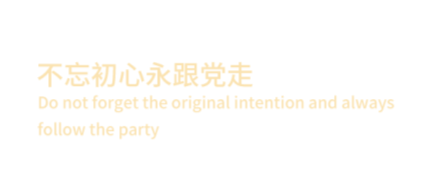 不忘初心永跟党走
Do not forget the original intention and always
follow the party